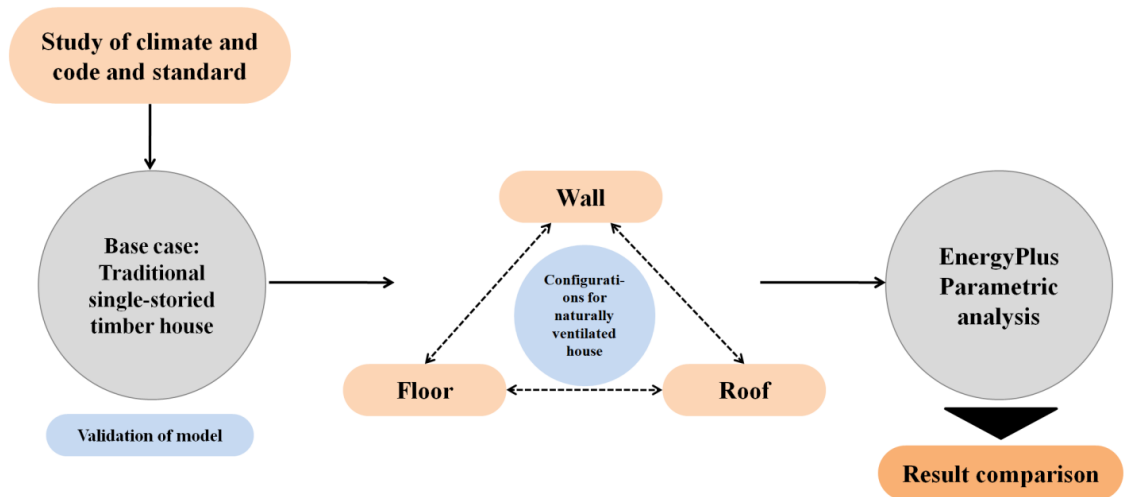 Study of climate and
code and standard
Base case:
Traditional
single-storied
timber house
Validation of model
Wall
Configurati-
ons for
naturally
ventilated
house
Floor
Roof
EnergyPlus
Parametric
analysis
Result comparison